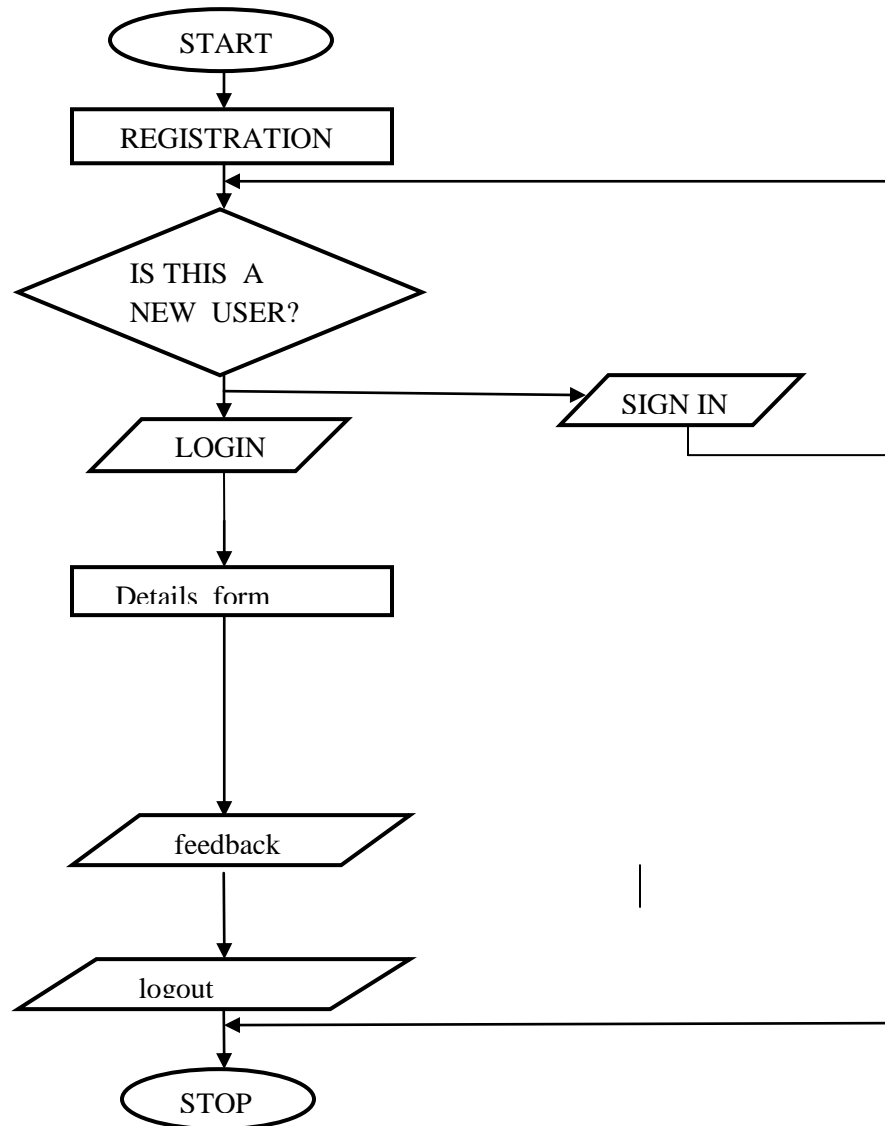 START
REGISTRATION
IS THIS A
NEW USER?
SIGN IN
LOGIN
Details form
feedback
logout
STOP